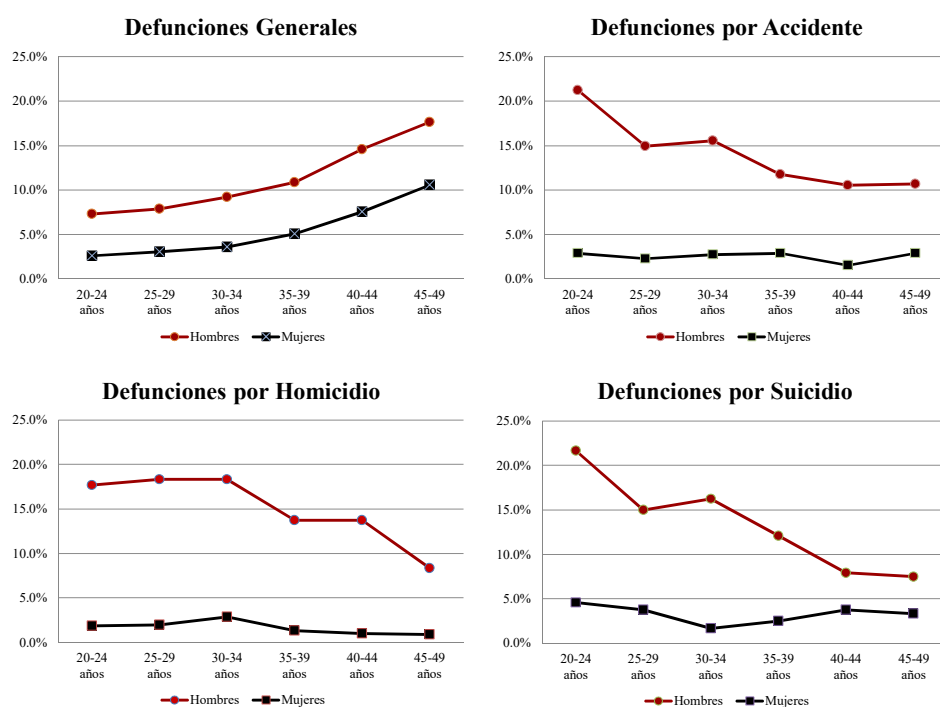 Defunciones Generales
25.0%
20.0%
15.0%
10.0%
5.0%
0.0%
20-24 25-29 30-34 35-39 40-44 45-49
años años años años años años
Hombres Mujeres
Defunciones por Accidente
25.0%
20.0%
15.0%
10.0%
5.0%
0.0%
20-24 25-29 30-34 35-39 40-44 45-49
años años años años años años
Hombres Mujeres
Defunciones por Homicidio
25.0%
20.0%
15.0%
10.0%
5.0%
0.0%
20-24 25-29 30-34 35-39 40-44 45-49
años años años años años años
Hombres Mujeres
Defunciones por Suicidio
25.0%
20.0%
15.0%
10.0%
5.0%
0.0%
20-24 25-29 30-34 35-39 40-44 45-49
años años años años años años
Hombres Mujeres